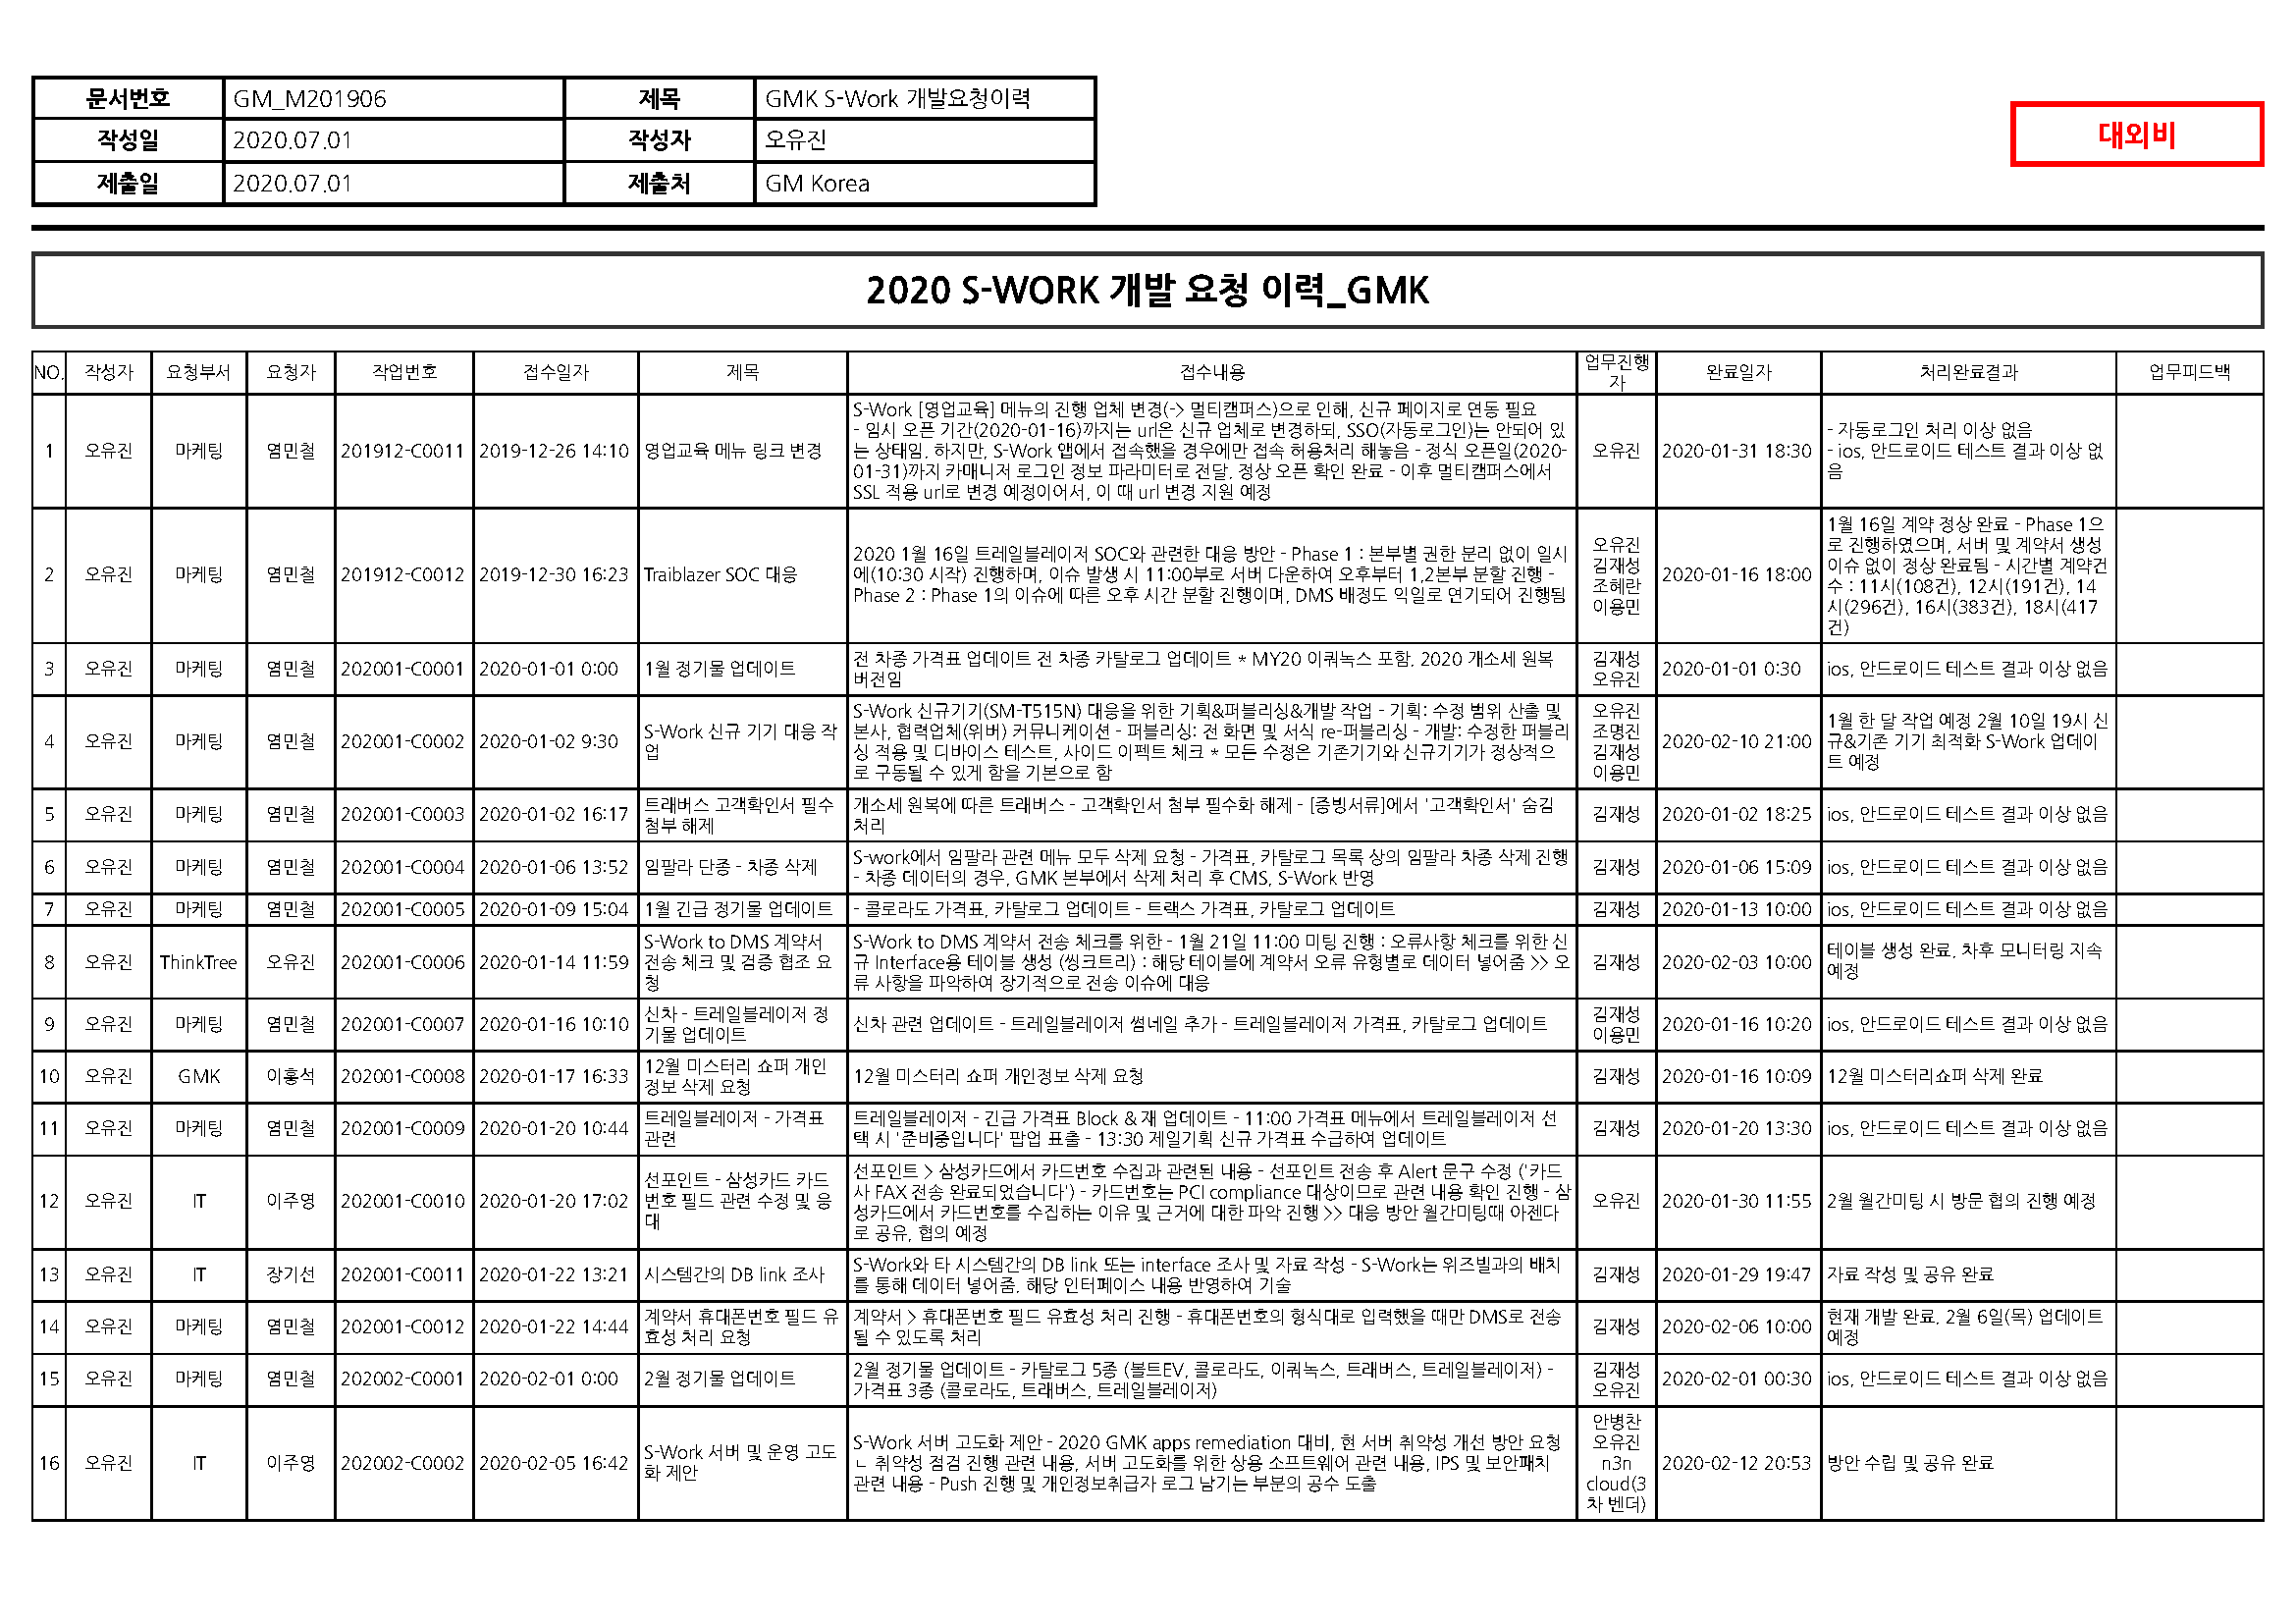 문서번호 GM_M201906 제목 GMK S-Work 개발요청이력
대외비
작성일 2020.07.01 작성자 오유진
제출일 2020.07.01 제출처 GM Korea
2020 S-WORK 개발 요청 이력_GMK
NO. 작성자 요청부서 요청자 작업번호 접수일자 제목 접수내용 업무진행자 완료일자 처리완료결과 업무피드백
1 오유진 마케팅 염민철 201912-C0011 2019-12-26 14:10 영업교육 메뉴 링크 변경
S-Work [영업교육] 메뉴의 진행 업체 변경(-> 멀티캠퍼스)으로 인해, 신규 페이지로 연동 필요
- 임시 오픈 기간(2020-01-16)까지는 url은 신규 업체로 변경하되, SSO(자동로그인)는 안되어 있
는 상태임. 하지만, S-Work 앱에서 접속했을 경우에만 접속 허용처리 해놓음 - 정식 오픈일(2020-
01-31)까지 카매니저 로그인 정보 파라미터로 전달. 정상 오픈 확인 완료 - 이후 멀티캠퍼스에서
SSL 적용 url로 변경 예정이어서, 이 때 url 변경 지원 예정
오유진 2020-01-31 18:30
- 자동로그인 처리 이상 없음
- ios, 안드로이드 테스트 결과 이상 없
음
2 오유진 마케팅 염민철 201912-C0012 2019-12-30 16:23 Traiblazer SOC 대응
2020 1월 16일 트레일블레이저 SOC와 관련한 대응 방안 - Phase 1 : 본부별 권한 분리 없이 일시
에(10:30 시작) 진행하며, 이슈 발생 시 11:00부로 서버 다운하여 오후부터 1,2본부 분할 진행 -
Phase 2 : Phase 1의 이슈에 따른 오후 시간 분할 진행이며, DMS 배정도 익일로 연기되어 진행됨
오유진
김재성
조혜란
이용민
2020-01-16 18:00
1월 16일 계약 정상 완료 - Phase 1으
로 진행하였으며, 서버 및 계약서 생성
이슈 없이 정상 완료됨 - 시간별 계약건
수 : 11시(108건), 12시(191건), 14
시(296건), 16시(383건), 18시(417
건)
3 오유진 마케팅 염민철 202001-C0001 2020-01-01 0:00 1월 정기물 업데이트
전 차종 가격표 업데이트 전 차종 카탈로그 업데이트 * MY20 이쿼녹스 포함. 2020 개소세 원복
버전임
김재성
오유진
2020-01-01 0:30 ios, 안드로이드 테스트 결과 이상 없음
4 오유진 마케팅 염민철 202001-C0002 2020-01-02 9:30
S-Work 신규 기기 대응 작
업
S-Work 신규기기(SM-T515N) 대응을 위한 기획&퍼블리싱&개발 작업 - 기획: 수정 범위 산출 및
본사, 협력업체(위버) 커뮤니케이션 - 퍼블리싱: 전 화면 및 서식 re-퍼블리싱 - 개발: 수정한 퍼블리
싱 적용 및 디바이스 테스트, 사이드 이펙트 체크 * 모든 수정은 기존기기와 신규기기가 정상적으
로 구동될 수 있게 함을 기본으로 함
오유진
조명진
김재성
이용민
2020-02-10 21:00
1월 한 달 작업 예정 2월 10일 19시 신
규&기존 기기 최적화 S-Work 업데이
트 예정
5 오유진 마케팅 염민철 202001-C0003 2020-01-02 16:17
트래버스 고객확인서 필수
첨부 해제
개소세 원복에 따른 트래버스 - 고객확인서 첨부 필수화 해제 - [증빙서류]에서 '고객확인서' 숨김
처리
김재성 2020-01-02 18:25 ios, 안드로이드 테스트 결과 이상 없음
6 오유진 마케팅 염민철 202001-C0004 2020-01-06 13:52 임팔라 단종 - 차종 삭제
S-work에서 임팔라 관련 메뉴 모두 삭제 요청 - 가격표, 카탈로그 목록 상의 임팔라 차종 삭제 진행
- 차종 데이터의 경우, GMK 본부에서 삭제 처리 후 CMS, S-Work 반영
김재성 2020-01-06 15:09 ios, 안드로이드 테스트 결과 이상 없음
7 오유진 마케팅 염민철 202001-C0005 2020-01-09 15:04 1월 긴급 정기물 업데이트 - 콜로라도 가격표, 카탈로그 업데이트 - 트랙스 가격표, 카탈로그 업데이트 김재성 2020-01-13 10:00 ios, 안드로이드 테스트 결과 이상 없음
8 오유진 ThinkTree 오유진 202001-C0006 2020-01-14 11:59
S-Work to DMS 계약서
전송 체크 및 검증 협조 요
청
S-Work to DMS 계약서 전송 체크를 위한 - 1월 21일 11:00 미팅 진행 : 오류사항 체크를 위한 신
규 Interface용 테이블 생성 (씽크트리) : 해당 테이블에 계약서 오류 유형별로 데이터 넣어줌 >> 오
류 사항을 파악하여 장기적으로 전송 이슈에 대응
김재성 2020-02-03 10:00
테이블 생성 완료. 차후 모니터링 지속
예정
9 오유진 마케팅 염민철 202001-C0007 2020-01-16 10:10
신차 - 트레일블레이저 정
기물 업데이트
신차 관련 업데이트 - 트레일블레이저 썸네일 추가 - 트레일블레이저 가격표, 카탈로그 업데이트
김재성
이용민
2020-01-16 10:20 ios, 안드로이드 테스트 결과 이상 없음
10 오유진 GMK 이홍석 202001-C0008 2020-01-17 16:33
12월 미스터리 쇼퍼 개인
정보 삭제 요청
12월 미스터리 쇼퍼 개인정보 삭제 요청 김재성 2020-01-16 10:09 12월 미스터리쇼퍼 삭제 완료
11 오유진 마케팅 염민철 202001-C0009 2020-01-20 10:44
트레일블레이저 - 가격표
관련
트레일블레이저 - 긴급 가격표 Block & 재 업데이트 - 11:00 가격표 메뉴에서 트레일블레이저 선
택 시 '준비중입니다' 팝업 표출 - 13:30 제일기획 신규 가격표 수급하여 업데이트
김재성 2020-01-20 13:30 ios, 안드로이드 테스트 결과 이상 없음
12 오유진 IT 이주영 202001-C0010 2020-01-20 17:02
선포인트 - 삼성카드 카드
번호 필드 관련 수정 및 응
대
선포인트 > 삼성카드에서 카드번호 수집과 관련된 내용 - 선포인트 전송 후 Alert 문구 수정 ('카드
사 FAX 전송 완료되었습니다') - 카드번호는 PCI compliance 대상이므로 관련 내용 확인 진행 - 삼
성카드에서 카드번호를 수집하는 이유 및 근거에 대한 파악 진행 >> 대응 방안 월간미팅때 아젠다
로 공유, 협의 예정
오유진 2020-01-30 11:55 2월 월간미팅 시 방문 협의 진행 예정
13 오유진 IT 장기선 202001-C0011 2020-01-22 13:21 시스템간의 DB link 조사
S-Work와 타 시스템간의 DB link 또는 interface 조사 및 자료 작성 - S-Work는 위즈빌과의 배치
를 통해 데이터 넣어줌. 해당 인터페이스 내용 반영하여 기술
김재성 2020-01-29 19:47 자료 작성 및 공유 완료
14 오유진 마케팅 염민철 202001-C0012 2020-01-22 14:44
계약서 휴대폰번호 필드 유
효성 처리 요청
계약서 > 휴대폰번호 필드 유효성 처리 진행 - 휴대폰번호의 형식대로 입력했을 때만 DMS로 전송
될 수 있도록 처리
김재성 2020-02-06 10:00
현재 개발 완료. 2월 6일(목) 업데이트
예정
15 오유진 마케팅 염민철 202002-C0001 2020-02-01 0:00 2월 정기물 업데이트
2월 정기물 업데이트 - 카탈로그 5종 (볼트EV, 콜로라도, 이쿼녹스, 트래버스, 트레일블레이저) -
가격표 3종 (콜로라도, 트래버스, 트레일블레이저)
김재성
오유진
2020-02-01 00:30 ios, 안드로이드 테스트 결과 이상 없음
16 오유진 IT 이주영 202002-C0002 2020-02-05 16:42
S-Work 서버 및 운영 고도
화 제안
S-Work 서버 고도화 제안 - 2020 GMK apps remediation 대비, 현 서버 취약성 개선 방안 요청
ㄴ 취약성 점검 진행 관련 내용, 서버 고도화를 위한 상용 소프트웨어 관련 내용, IPS 및 보안패치
관련 내용 - Push 진행 및 개인정보취급자 로그 남기는 부분의 공수 도출
안병찬
오유진
n3n
cloud(3
차 벤더)
2020-02-12 20:53 방안 수립 및 공유 완료